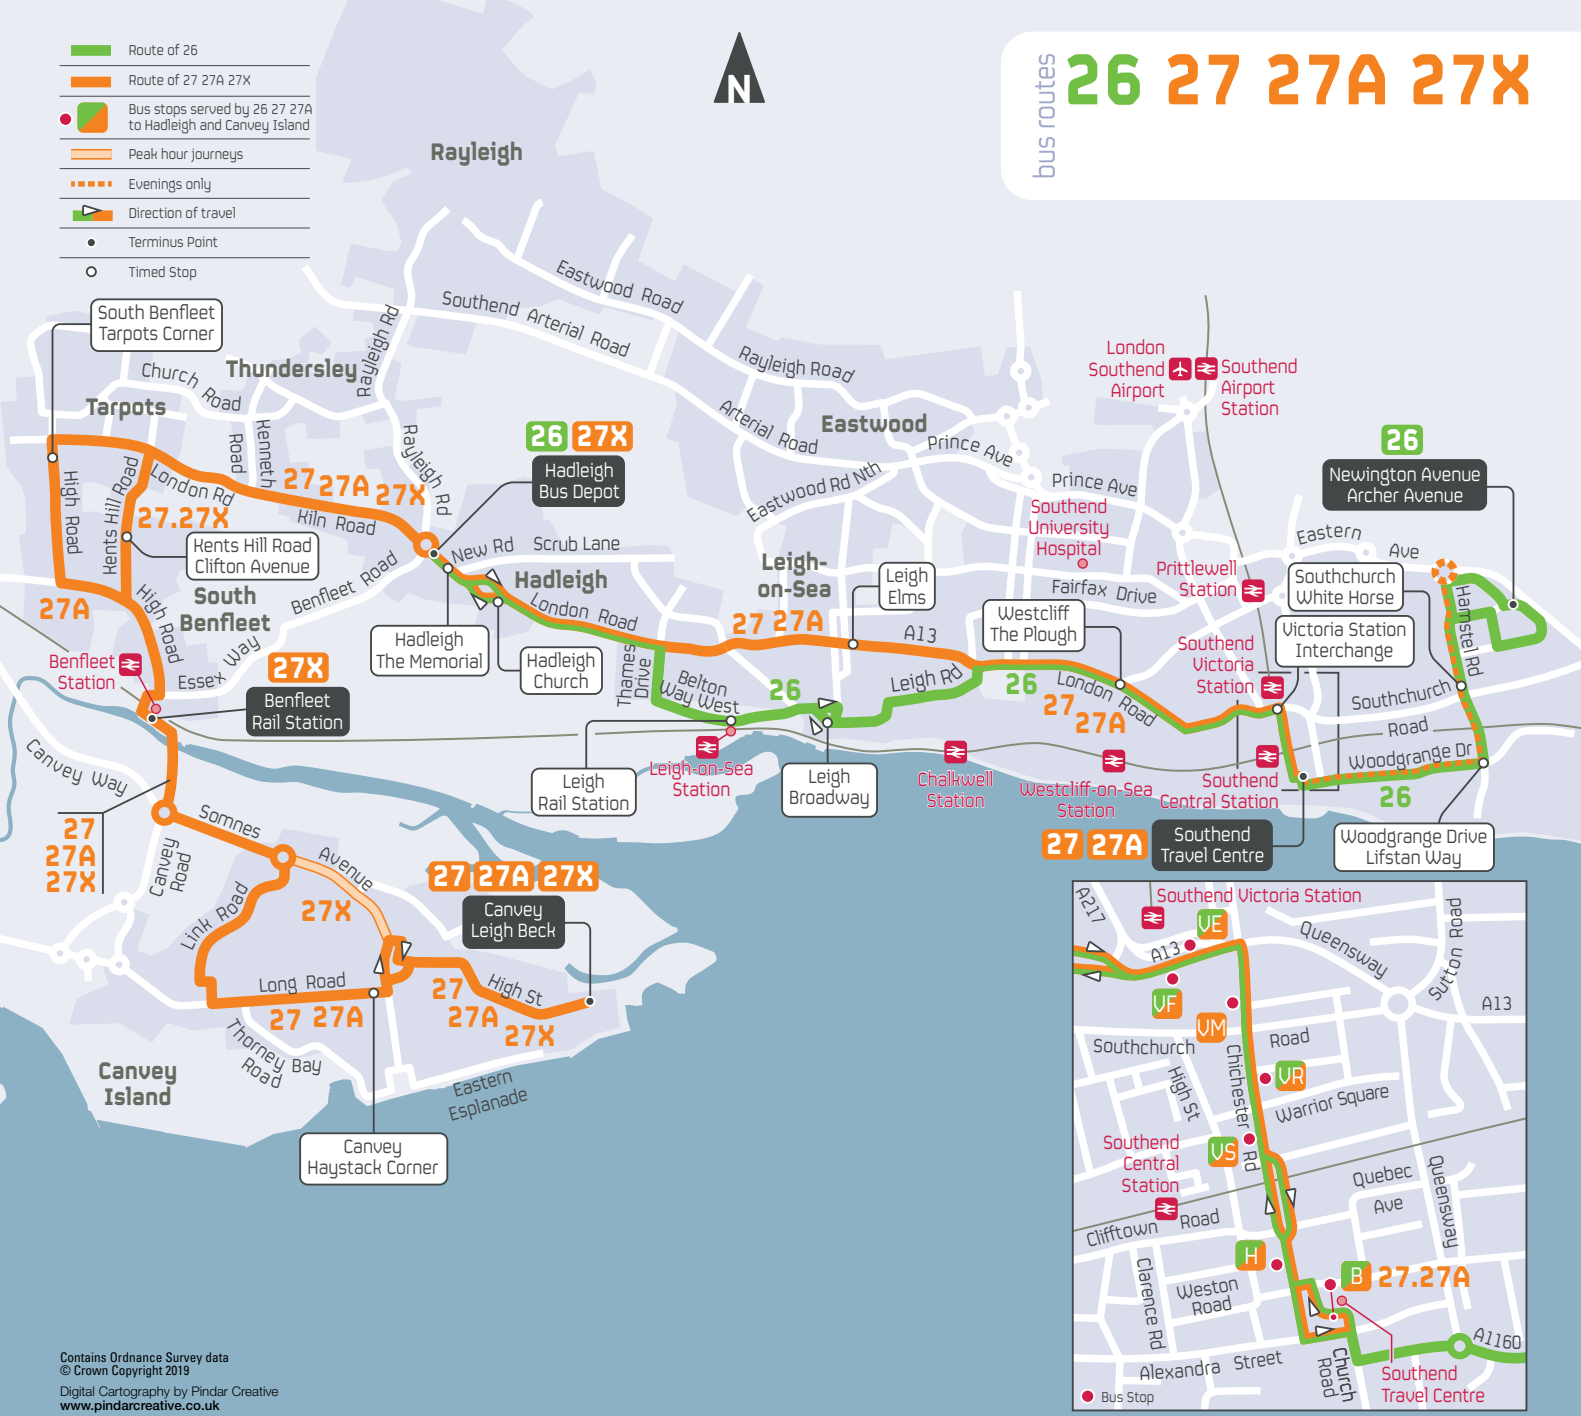 Route of 26
Route of 27 27A 27X
Bus stops served by 26 27 27A
to Hadleigh and Canvey Island
Peak hour journeys
Evenings only
Direction of travel
Terminus Point
Timed Stop
N
bus routes
26 27 27A 27X
Rayleigh
Eastwood Road
Southend Arterial Road
Rayleigh Rd
South Benfleet
Tarpots Corner
Thundersley
Church Road
Tarpots
Kenneth
Road
Rayleigh Rd
Rayleigh Road
Arterial Road
Eastwood
Prince Ave
Prince Ave
Eastwood Rd Nth
London
Southend
Airport
Southend
Airport
Station
26
Newington Avenue
Archer Avenue
26 27X
Hadleigh
Bus Depot
High Road
Kents Hill Road
London Rd
27 27A 27X
Kiln Road
27.27X
Kents Hill Road
Clifton Avenue
New Rd
Scrub Lane
Hadleigh
London Road
Southend
University
Hospital
Eastern
Ave
Leigh-
on-Sea
Leigh
Elms
Fairfax Drive
Prittlewell
Station
Southchurch
White Horse
Hamstel Rd
27A
High Road
South
Benfleet
Benfleet Road
Essex Way
Benfleet
Station
27X
Benfleet
Rail Station
Hadleigh
The Memorial
Hadleigh
Church
Thames
Drive
Belton
Way West
27 27A
A13
Westcliff
The Plough
Victoria Station
Interchange
Southend
Victoria
Station
26
Leigh Rd
26
London Road
27
27A
Southchurch
Road
Woodgrange Dr
26
Leigh
Rail Station
Leigh-on-Sea
Station
Leigh
Broadway
Chalkwell
Station
Westcliff-on-Sea
Station
Southend
Central Station
27 27A
Southend
Travel Centre
Woodgrange Drive
Lifstan Way
Canvey Way
27
27A
27X
Canvey
Road
Somnes
Avenue
Link Road
27X
27 27A 27X
Canvey
Leigh Beck
Long Road
27 27A
27
27A
27X
High St
Thorney Bay
Road
Canvey
Island
Eastern
Esplanade
Canvey
Haystack Corner
A217
Southend Victoria Station
VE
A13
VF
VM
Queensway
Sutton Road
A13
Southchurch
Road
High St
Chichester
Rd
VR
Warrior Square
VS
Southend
Central
Station
Quebec
Ave
Queensway
Clifftown Road
H
B 27.27A
Clarence Rd
Weston
Road
Alexandra Street
Church
Road
A1160
Southend
Travel Centre
Bus Stop
Contains Ordnance Survey data
© Crown Copyright 2019
Digital Cartography by Pindar Creative
www.pindarcreative.co.uk